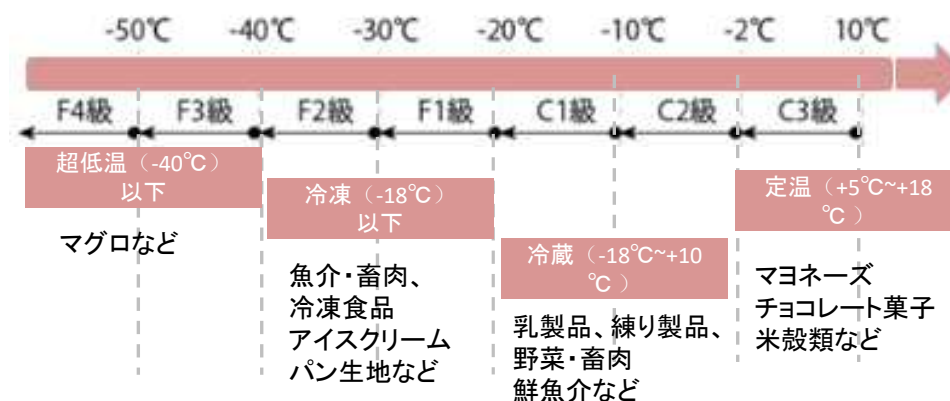 -50℃ -40℃ -30℃ -20℃ -10℃ -2℃ 10℃
F4級 F3級 F2級 F1級 C1級 C2級 C3級
超低温（-40℃）
以下
マグロなど
冷凍（-18℃）
以下
魚介・畜肉、
冷凍食品
アイスクリーム
パン生地など
冷蔵（-18℃~+10
℃）
乳製品、練り製品、
野菜・畜肉
鮮魚介など
定温（+5℃~+18
℃）
マヨネーズ
チョコレート菓子
米殻類など